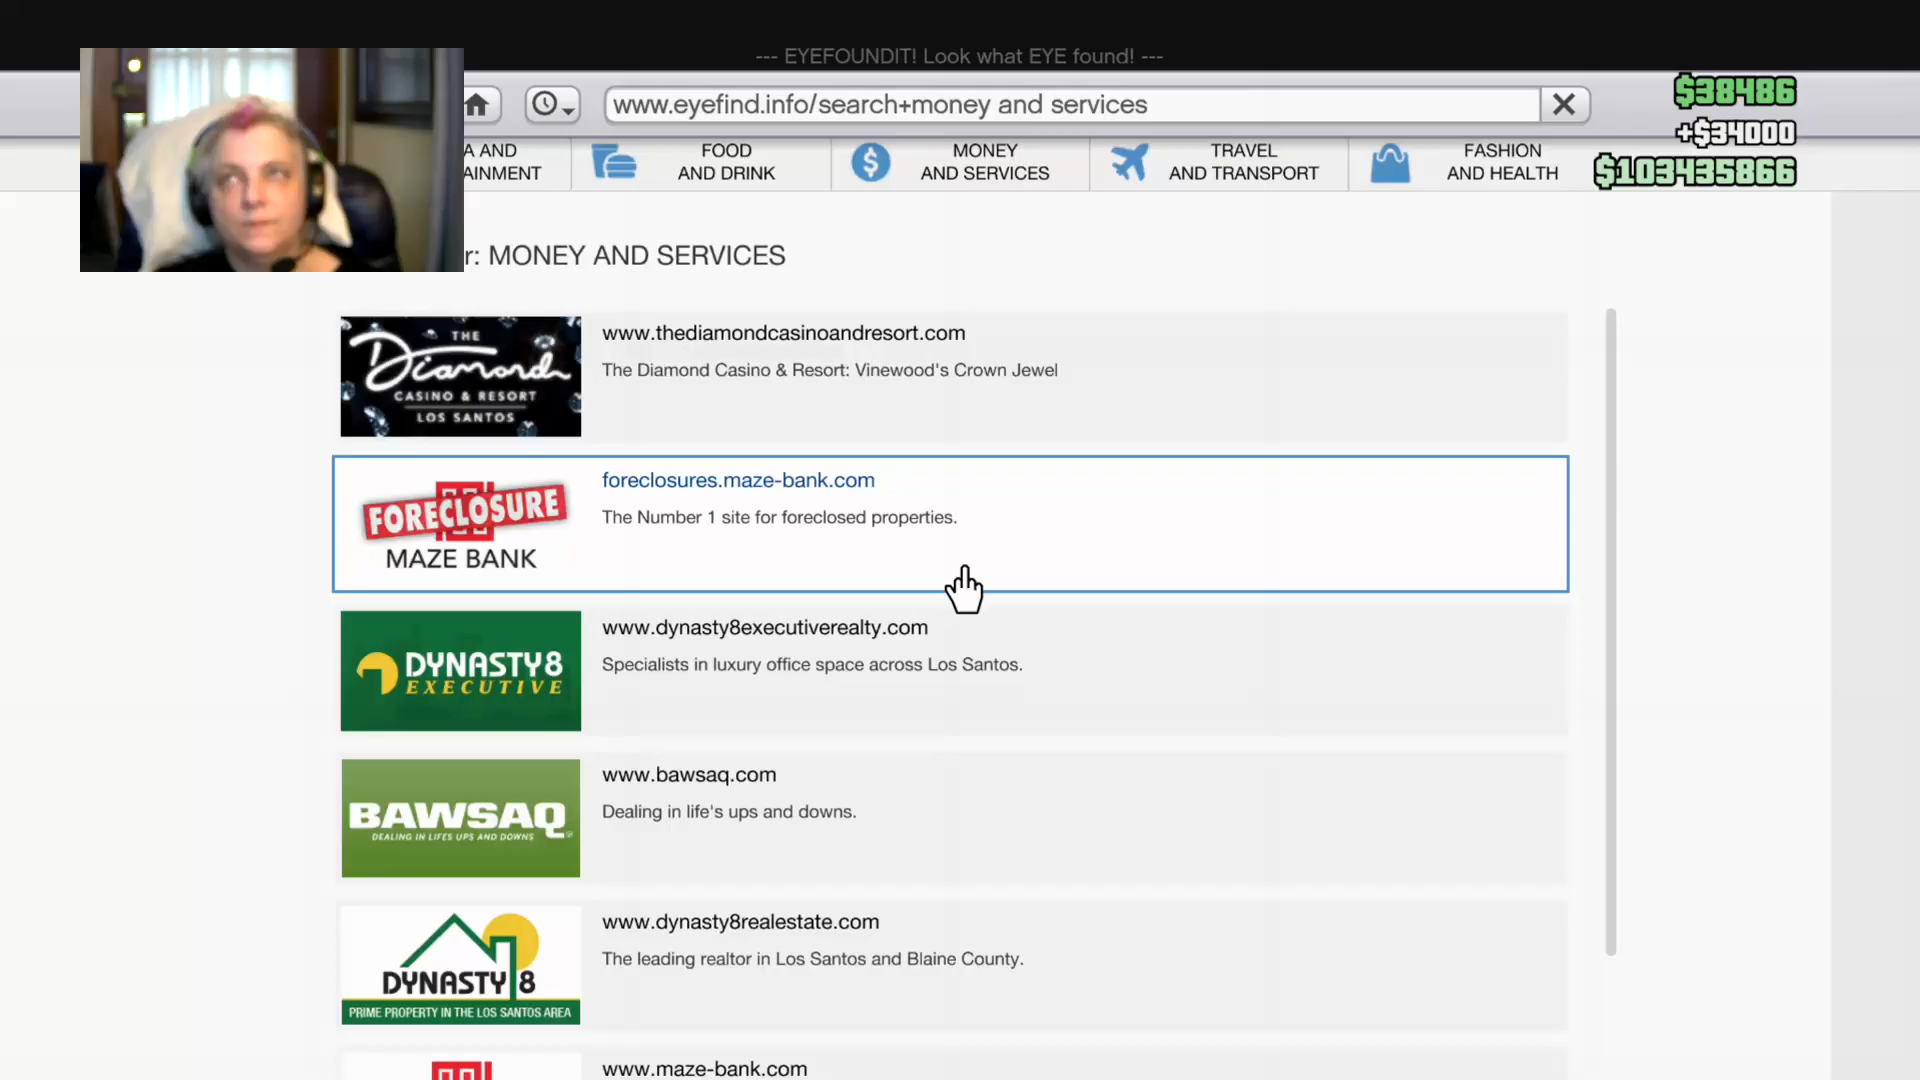 --- EYEFOUNDIT! Look what EYE found! ---
www.eyefind.info/search+money and services
$38486
+$34000
$103435866
A AND
AINMENT
FOOD
AND DRINK
MONEY
AND SERVICES
TRAVEL
AND TRANSPORT
FASHION
AND HEALTH
r: MONEY AND SERVICES
THE
Diamond
CASINO & RESORT
LOS SANTOS
www.thediamondcasinoandresort.com
The Diamond Casino & Resort: Vinewood's Crown Jewel
FORECLOSURE
MAZE BANK
foreclosures.maze-bank.com
The Number 1 site for foreclosed properties.
DYNASTY8
EXECUTIVE
www.dynasty8executiverealty.com
Specialists in luxury office space across Los Santos.
BAWSAQ
DEALING IN LIFES UPS AND DOWNS
www.bawsaq.com
Dealing in life's ups and downs.
DYNASTY 8
PRIME PROPERTY IN THE LOS SANTOS AREA
www.dynasty8realestate.com
The leading realtor in Los Santos and Blaine County.
www.maze-bank.com